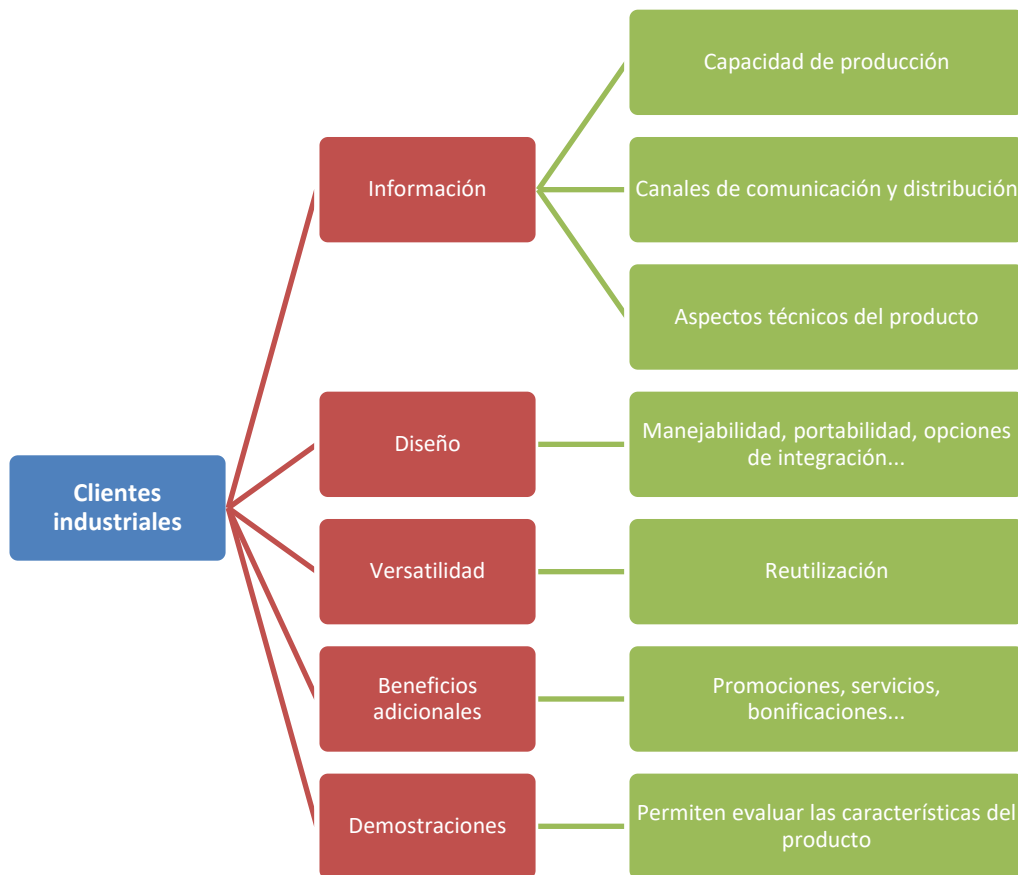 Clientes
industriales
Información
Capacidad de producción
Canales de comunicación y distribución
Aspectos técnicos del producto
Diseño
Manejabilidad, portabilidad, opciones
de integración...
Versatilidad
Reutilización
Beneficios
adicionales
Promociones, servicios,
bonificaciones...
Demostraciones
Permiten evaluar las características del
producto